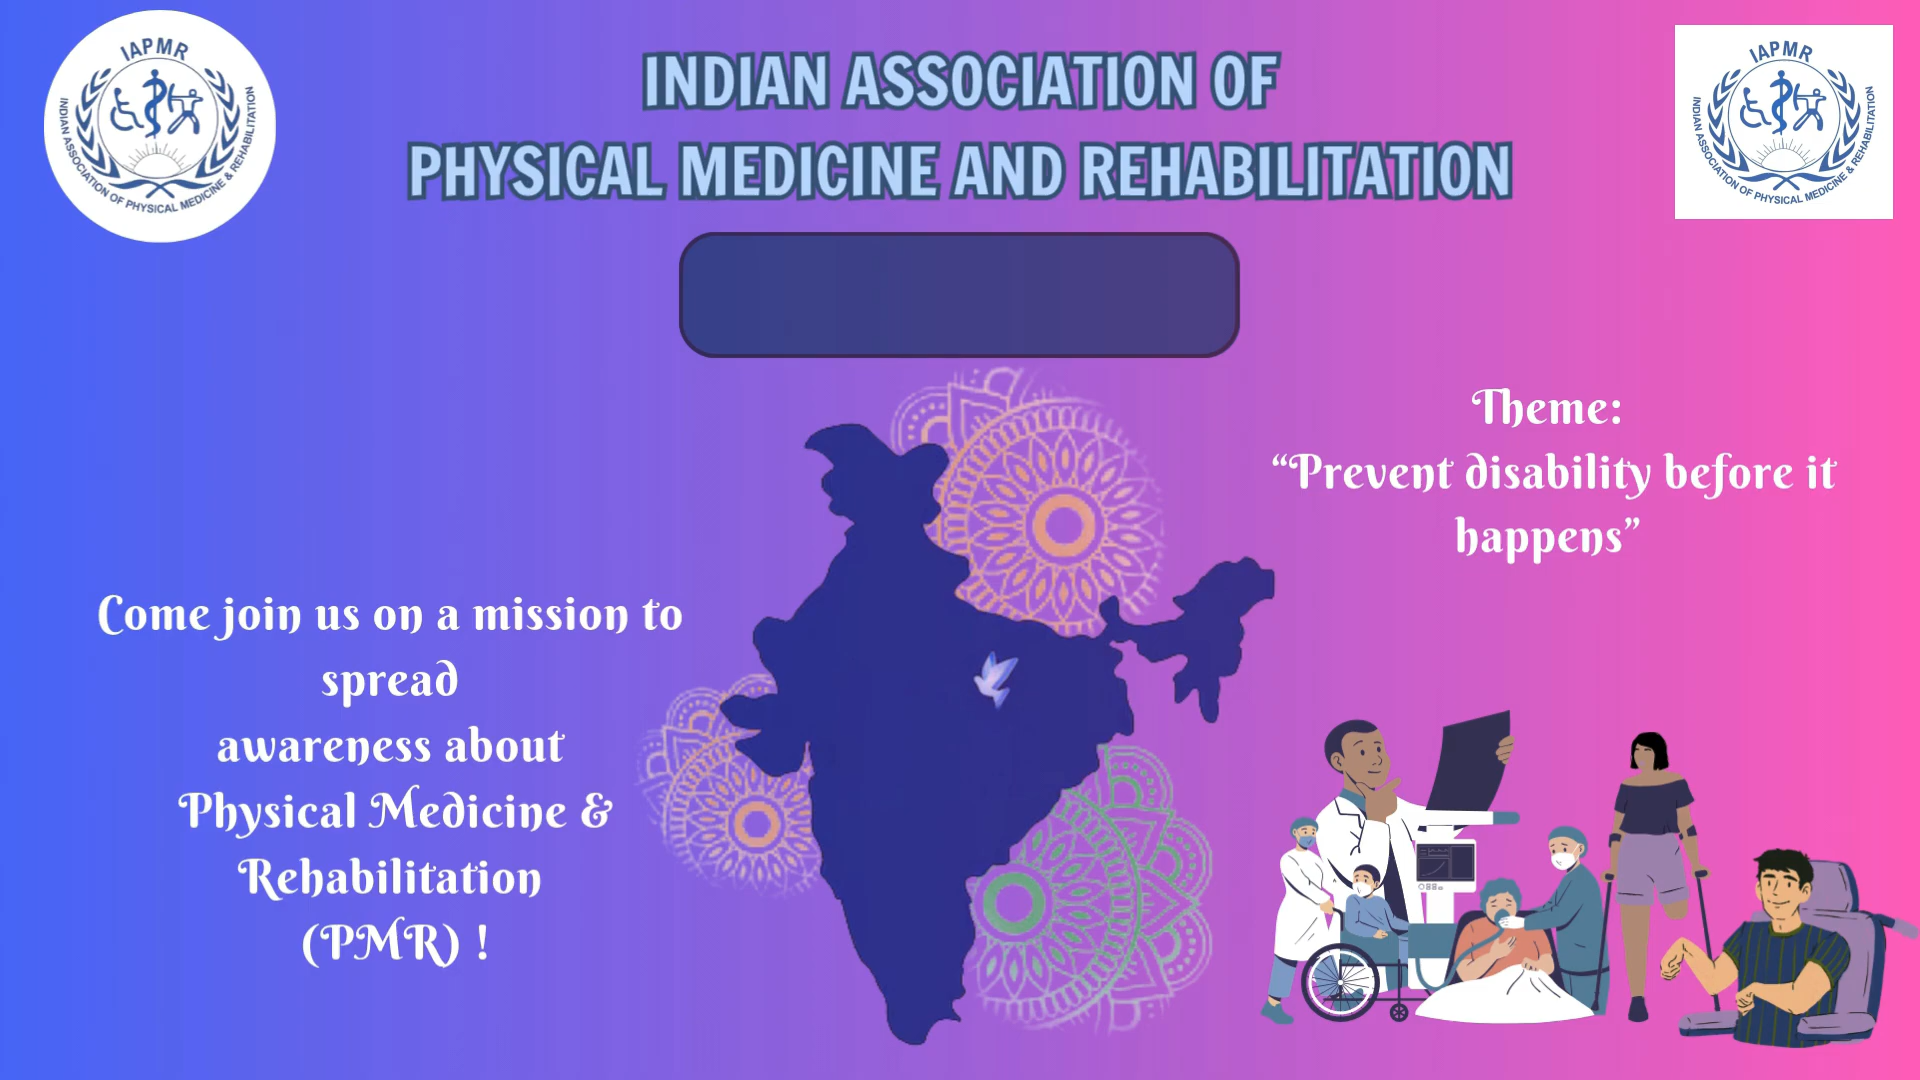 IAPMR
INDIAN ASSOCIATION OF PHYSICAL MEDICINE & REHABILITATION
INDIAN ASSOCIATION OF
PHYSICAL MEDICINE AND REHABILITATION
IAPMR
INDIAN ASSOCIATION OF PHYSICAL MEDICINE & REHABILITATION
Theme:
“Prevent disability before it
happens”
Come join us on a mission to
spread
awareness about
Physical Medicine &
Rehabilitation
(PMR) !